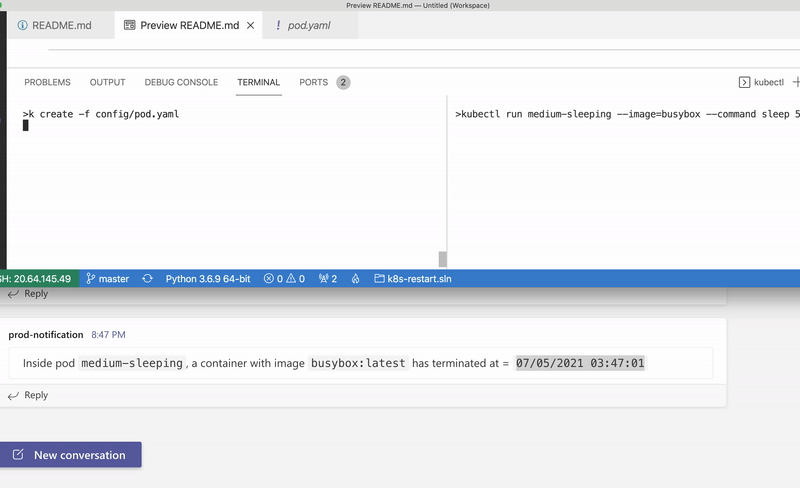 Preview README.md — Untitled (Workspace)
README.md
Preview README.md
pod.yaml
PROBLEMS OUTPUT DEBUG CONSOLE TERMINAL PORTS 2
kubectl
>k create -f config/pod.yaml
>kubectl run medium-sleeping --image=busybox --command sleep 5
SH: 20.64.145.49 master Python 3.6.9 64-bit 0 0 2 k8s-restart.sln
Reply
prod-notification 8:47 PM
Inside pod medium-sleeping, a container with image busybox:latest has terminated at = 07/05/2021 03:47:01
Reply
New conversation